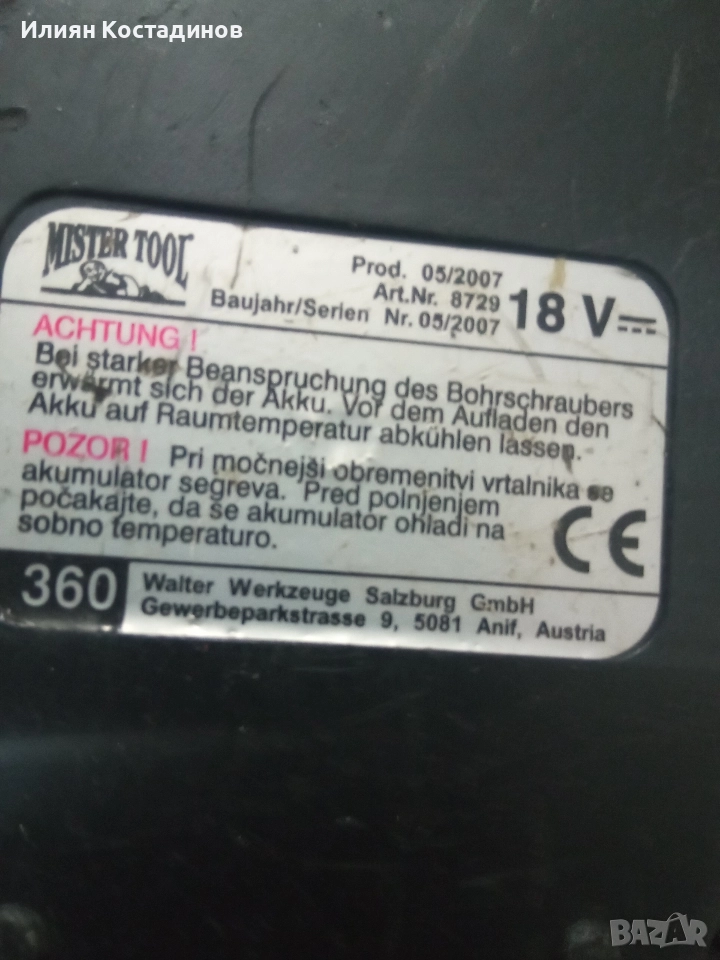 Илиян Костадинов
MISTER TOOL
Prod. 05/2007
Art.Nr. 8729
Baujahr/Serien Nr. 05/2007
18 V
ACHTUNG !
Bei starker Beanspruchung des Bohrschraubers
erwärmt sich der Akku. Vor dem Aufladen den
Akku auf Raumtemperatur abkühlen lassen.
POZOR ! Pri močnejši obremenitvi vrtalnika se
akumulator segreva. Pred polnjenjem
počakajte, da se akumulator ohladi na
sobno temperaturo.
CE
360
Walter Werkzeuge Salzburg GmbH
Gewerbeparkstrasse 9, 5081 Anif, Austria
BAZAR